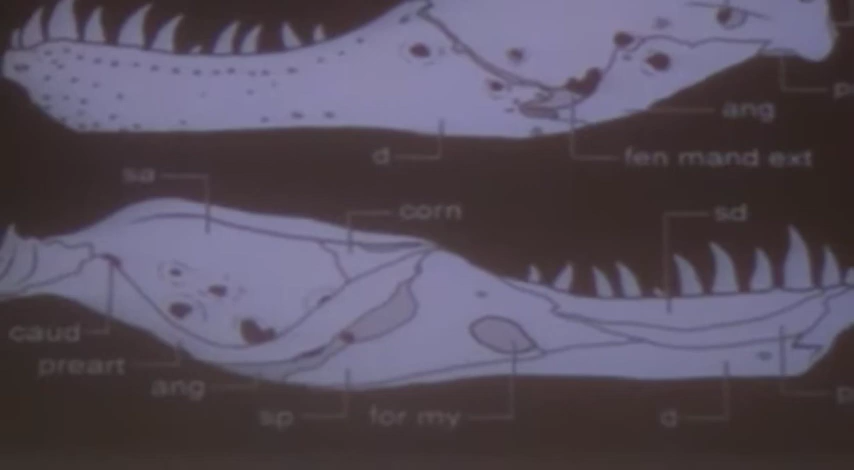 ang
d
fen mand ext
sa
corn
sd
caud
preart
ang
sp
for my
d